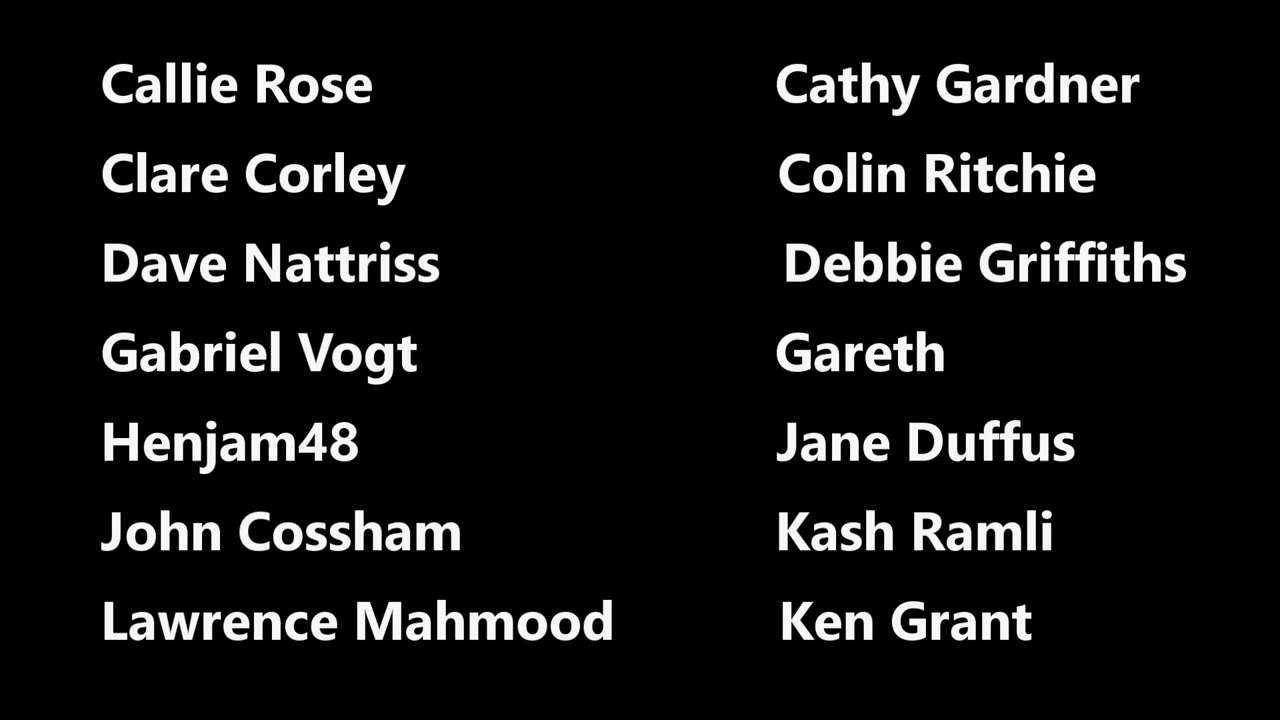 Callie Rose Cathy Gardner
Clare Corley Colin Ritchie
Dave Nattriss Debbie Griffiths
Gabriel Vogt Gareth
Henjam48 Jane Duffus
John Cossham Kash Ramli
Lawrence Mahmood Ken Grant